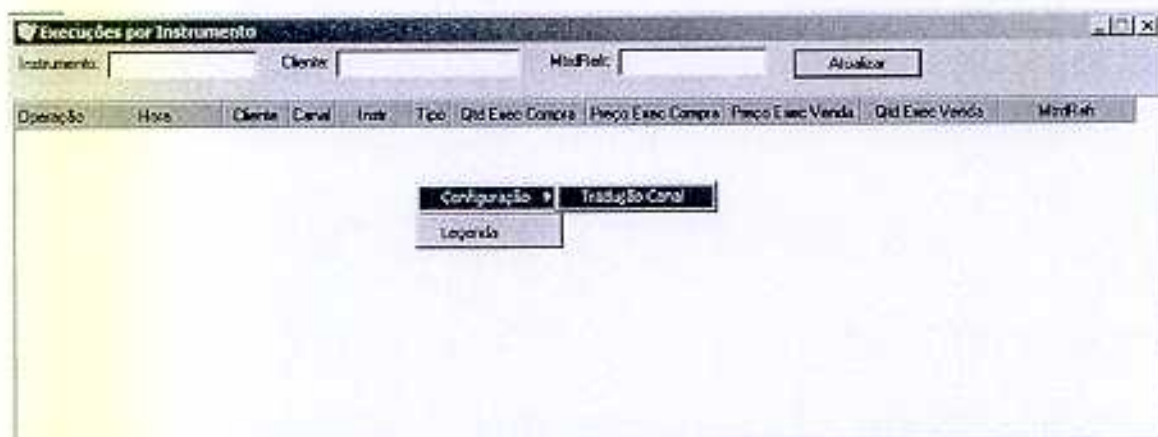 Execuções por Instrumento
Instrumento: Cliente: Atualizar
Operação Hora Cliente Canal Instr. Tipo Qtd Exec Compra Preço Exec Compra Preço Exec Venda Qtd Exec Venda
Configuração Tradução Canal
Legenda